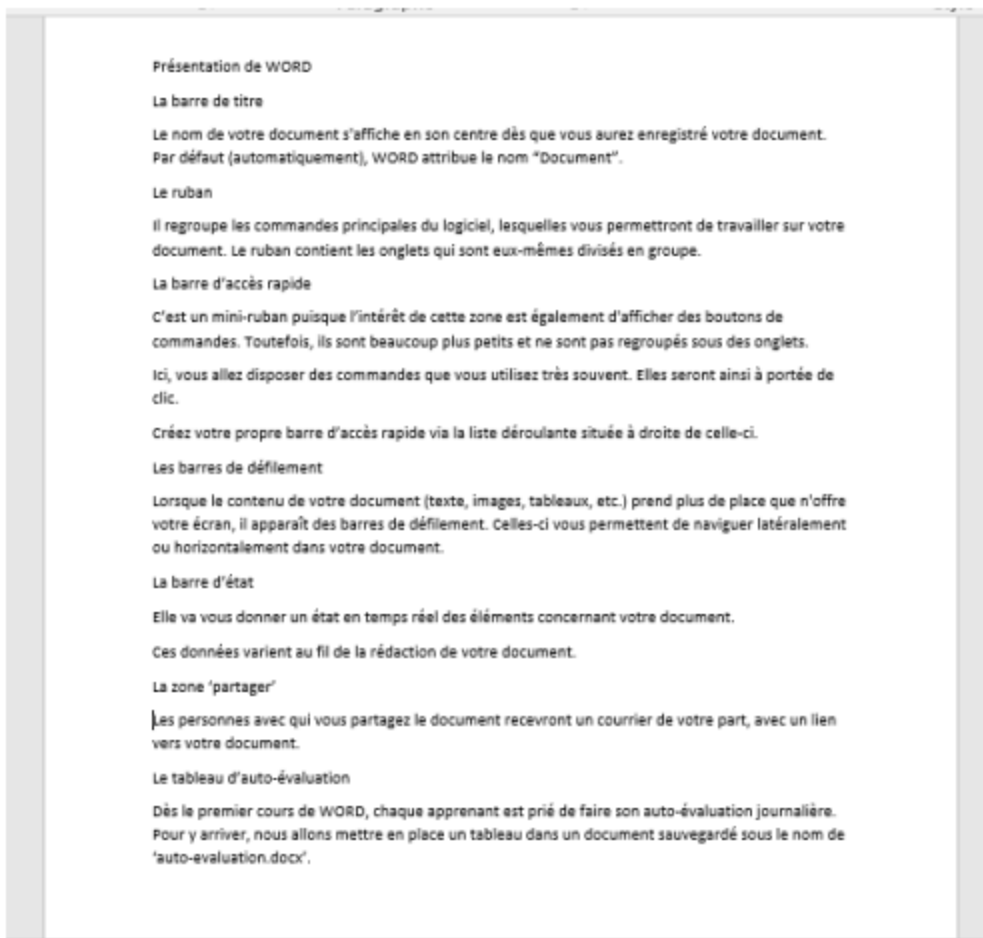 Présentation de WORD
La barre de titre
Le nom de votre document s'affiche en son centre dès que vous aurez enregistré votre document.
Par défaut (automatiquement), WORD attribue le nom "Document".
Le ruban
Il regroupe les commandes principales du logiciel, lesquelles vous permettront de travailler sur votre
document. Le ruban contient les onglets qui sont eux-mêmes divisés en groupe.
La barre d'accès rapide
C'est un mini-ruban puisque l'intérêt de cette zone est également d'afficher des boutons de
commandes. Toutefois, ils sont beaucoup plus petits et ne sont pas regroupés sous des onglets.
Ici, vous allez disposer des commandes que vous utilisez très souvent. Elles seront ainsi à portée de
clic.
Créez votre propre barre d'accès rapide via la liste déroulante située à droite de celle-ci.
Les barres de défilement
Lorsque le contenu de votre document (texte, images, tableaux, etc.) prend plus de place que n'offre
votre écran, il apparaît des barres de défilement. Celles-ci vous permettent de naviguer latéralement
ou horizontalement dans votre document.
La barre d'état
Elle va vous donner un état en temps réel des éléments concernant votre document.
Ces données varient au fil de la rédaction de votre document.
La zone 'partager'
Les personnes avec qui vous partagez le document recevront un courrier de votre part, avec un lien
vers votre document.
Le tableau d'auto-évaluation
Dès le premier cours de WORD, chaque apprenant est prié de faire son auto-évaluation journalière.
Pour y arriver, nous allons mettre en place un tableau dans un document sauvegardé sous le nom de
'auto-evaluation.docx'.